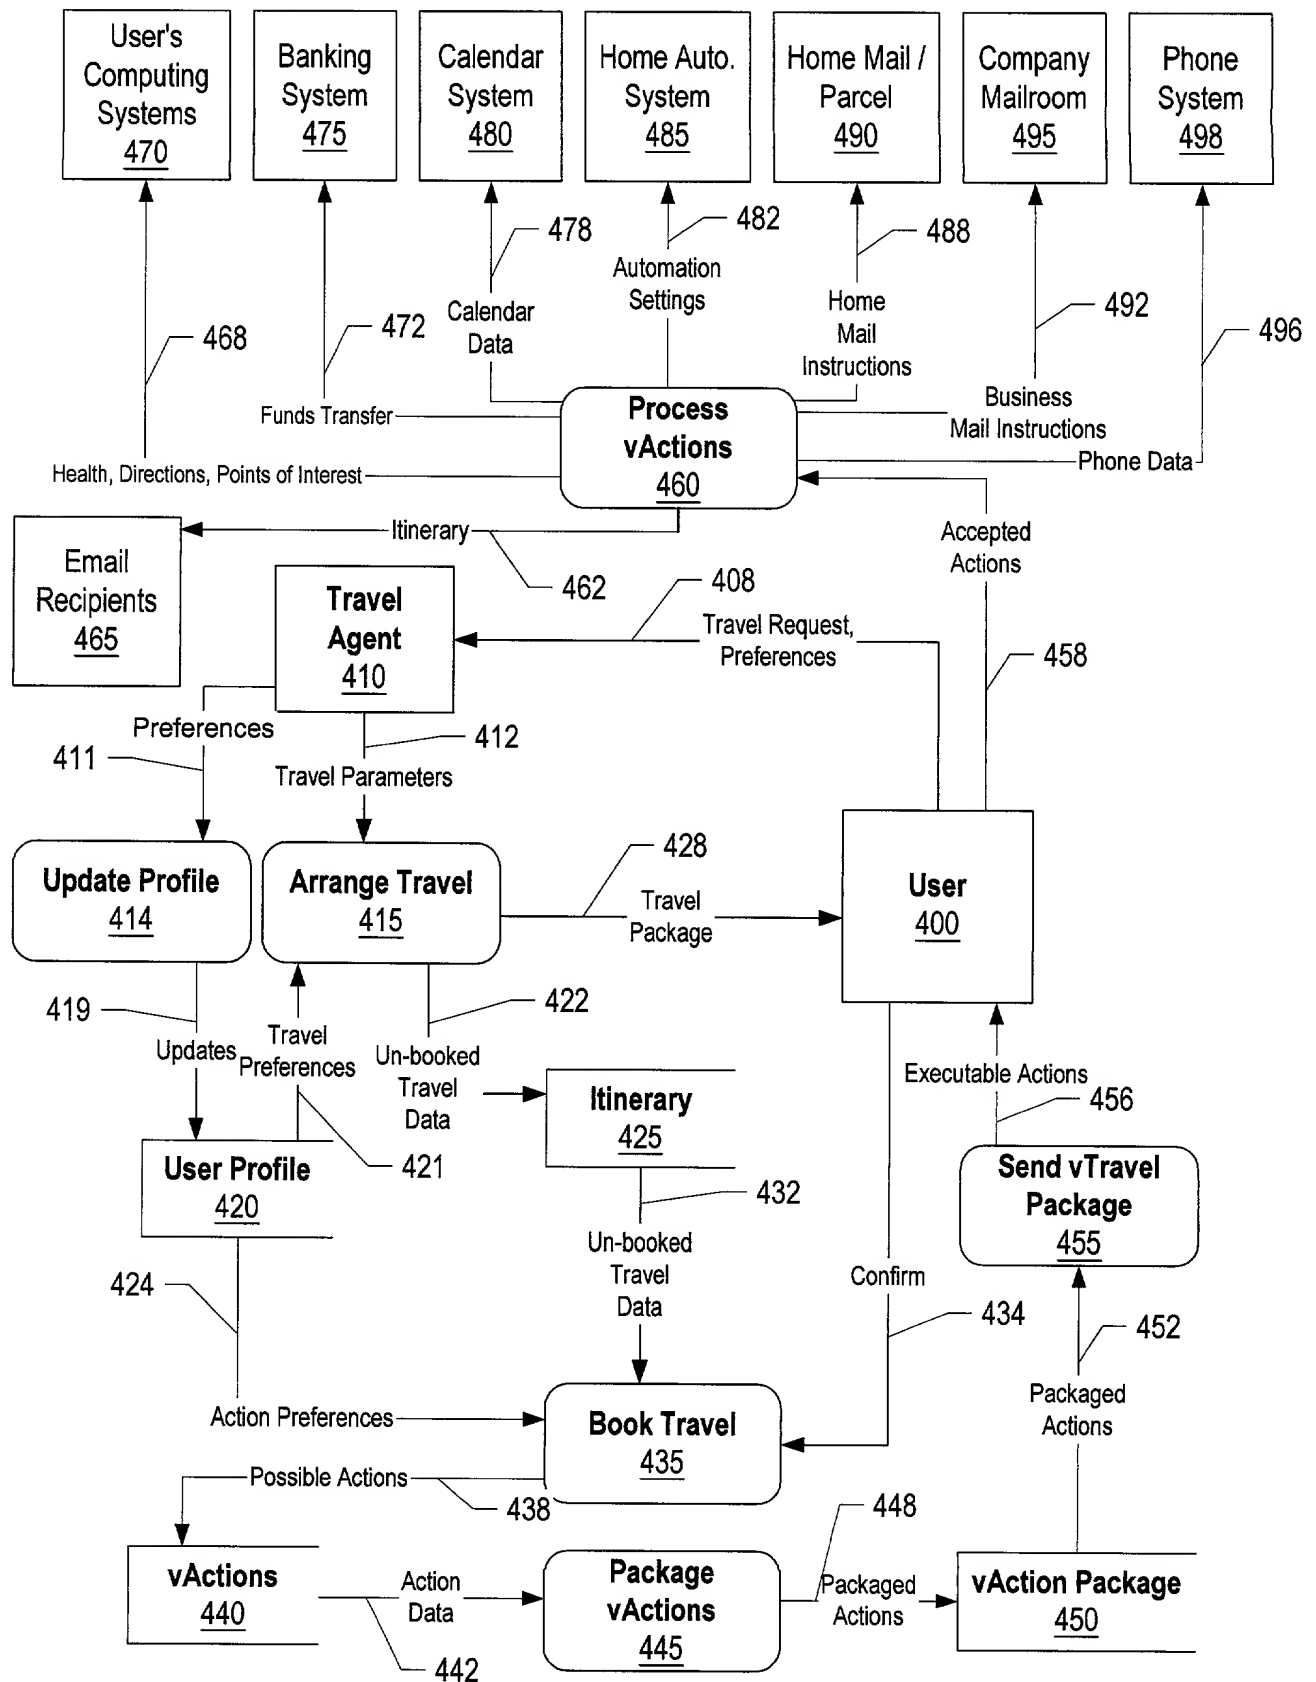 User's
Computing
Systems
470
Banking
System
475
Calendar
System
480
Home Auto.
System
485
Home Mail /
Parcel
490
Company
Mailroom
495
Phone
System
498
478
482
488
492
496
468
472
Calendar
Data
Automation
Settings
Home
Mail
Instructions
Business
Mail Instructions
Funds Transfer
Phone Data
Health, Directions, Points of Interest
Process
vActions
460
Itinerary
462
Accepted
Actions
458
Email
Recipients
465
Travel
Agent
410
408
Travel Request,
Preferences
Preferences
411
412
Travel Parameters
Update Profile
414
Arrange Travel
415
428
Travel
Package
User
400
419
Updates
Travel
Preferences
421
422
Un-booked
Travel
Data
Itinerary
425
Executable Actions
456
User Profile
420
432
Un-booked
Travel
Data
Send vTravel
Package
455
424
Confirm
434
452
Action Preferences
Book Travel
435
Packaged
Actions
Possible Actions
438
448
vActions
440
Action
Data
442
Package
vActions
445
Packaged
Actions
vAction Package
450